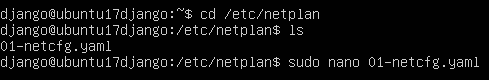 django@ubuntu17django:~$ cd /etc/netplan
django@ubuntu17django:/etc/netplan$ ls
01-netcfg.yaml
django@ubuntu17django:/etc/netplan$ sudo nano 01-netcfg.yaml